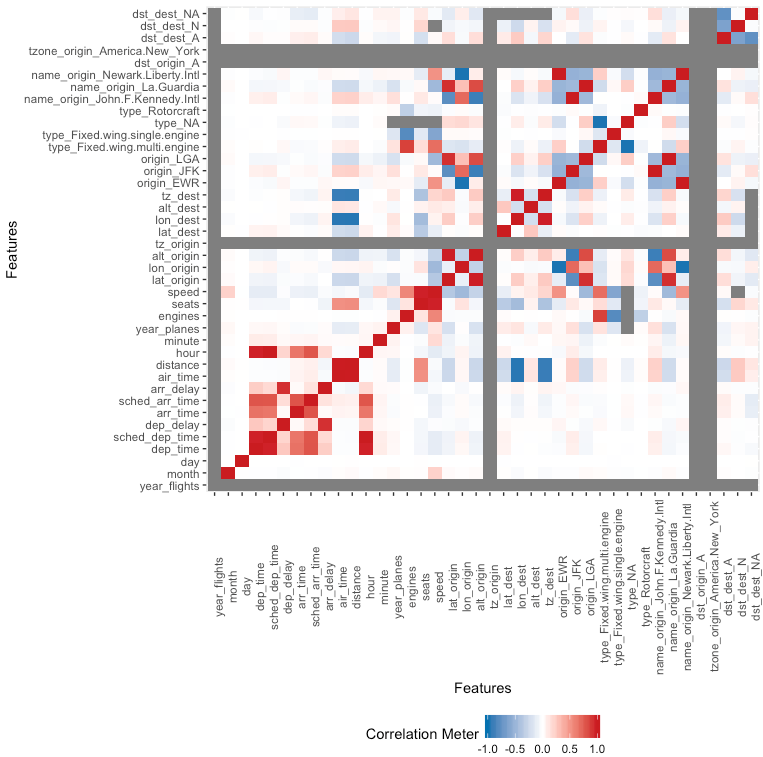 dst_dest_NA
dst_dest_N
dst_dest_A
tzone_origin_America.New_York
dst_origin_A
name_origin_Newark.Liberty.Intl
name_origin_La.Guardia
name_origin_John.F.Kennedy.Intl
type_Rotorcraft
type_NA
type_Fixed.wing.single.engine
type_Fixed.wing.multi.engine
origin_LGA
origin_JFK
origin_EWR
tz_dest
alt_dest
lon_dest
lat_dest
tz_origin
alt_origin
lon_origin
lat_origin
speed
seats
engines
year_planes
minute
hour
distance
air_time
arr_delay
sched_arr_time
arr_time
dep_delay
sched_dep_time
dep_time
day
month
year_flights
Features
year_flights
month
day
dep_time
sched_dep_time
dep_delay
arr_time
sched_arr_time
arr_delay
air_time
distance
hour
minute
year_planes
engines
seats
speed
lat_origin
lon_origin
alt_origin
tz_origin
lat_dest
lon_dest
alt_dest
tz_dest
origin_EWR
origin_JFK
origin_LGA
type_Fixed.wing.multi.engine
type_Fixed.wing.single.engine
type_NA
type_Rotorcraft
name_origin_John.F.Kennedy.Intl
name_origin_La.Guardia
name_origin_Newark.Liberty.Intl
dst_origin_A
tzone_origin_America.New_York
dst_dest_A
dst_dest_N
dst_dest_NA
Features
Correlation Meter
-1.0 -0.5 0.0 0.5 1.0